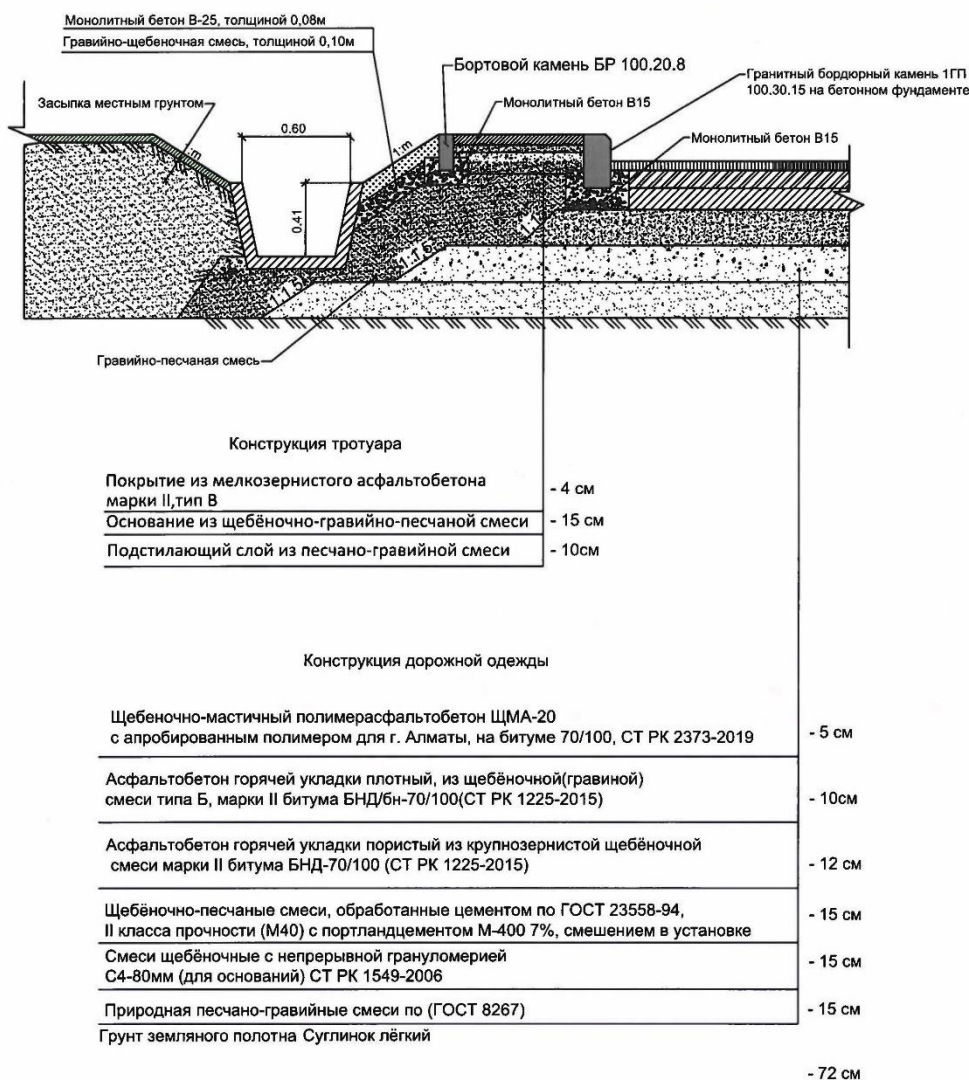 Монолитный бетон В-25, толщиной 0,08м
Гравийно-щебеночная смесь, толщиной 0,10м
Бортовой камень БР 100.20.8
Гранитный бордюрный камень 1ГП
100.30.15 на бетонном фундаменте
Засыпка местным грунтом
Монолитный бетон В15
Монолитный бетон В15
0.60
1:m
0.41
1:1.5
1:1.5
Гравийно-песчаная смесь
Конструкция тротуара
Покрытие из мелкозернистого асфальтобетона
марки II,тип В
- 4 см
Основание из щебёночно-гравийно-песчаной смеси - 15 см
Подстилающий слой из песчано-гравийной смеси - 10см
Конструкция дорожной одежды
Щебеночно-мастичный полимерасфальтобетон ЩМА-20
с апробированным полимером для г. Алматы, на битуме 70/100, СТ РК 2373-2019 - 5 см
Асфальтобетон горячей укладки плотный, из щебёночной(гравиной)
смеси типа Б, марки II битума БНД/бн-70/100(СТ РК 1225-2015) - 10см
Асфальтобетон горячей укладки пористый из крупнозернистой щебёночной
смеси марки II битума БНД-70/100 (СТ РК 1225-2015) - 12 см
Щебёночно-песчаные смеси, обработанные цементом по ГОСТ 23558-94,
II класса прочности (М40) с портландцементом М-400 7%, смешением в установке - 15 см
Смеси щебёночные с непрерывной грануломерией
С4-80мм (для оснований) СТ РК 1549-2006 - 15 см
Природная песчано-гравийные смеси по (ГОСТ 8267) - 15 см
Грунт земляного полотна Суглинок лёгкий
- 72 см